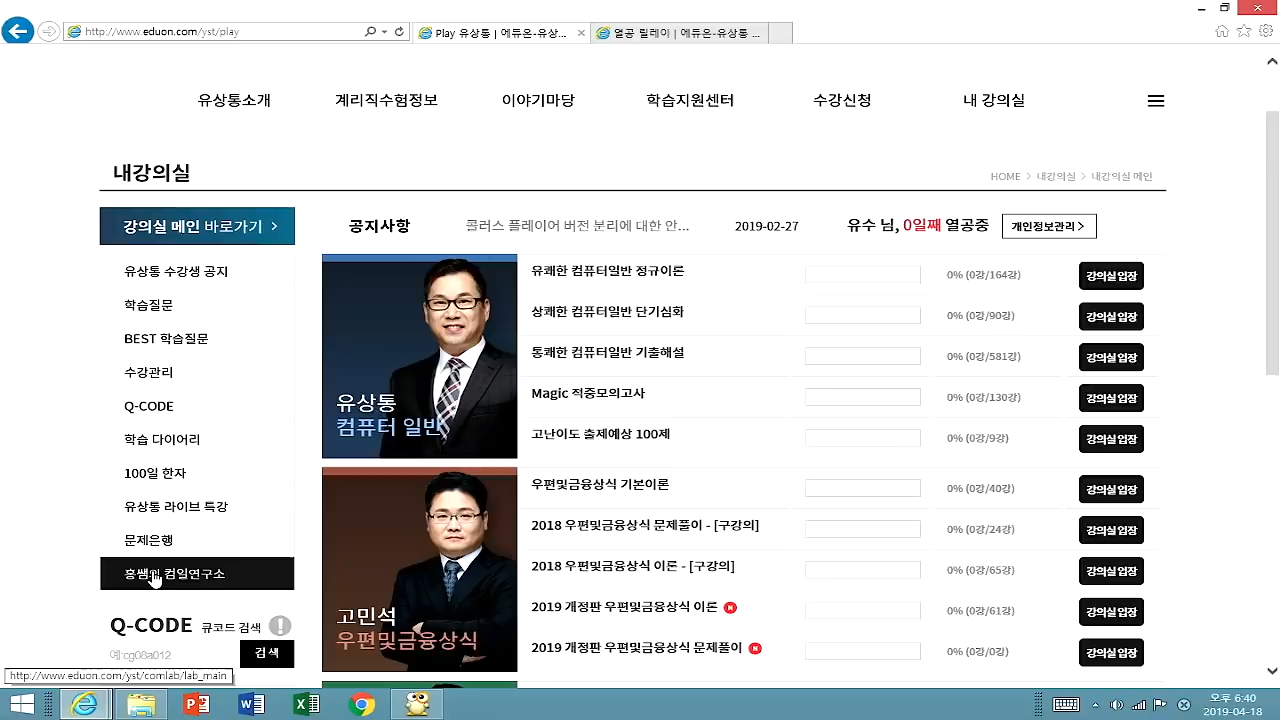 http://www.eduon.com/yst/play
Play 유상통 | 에듀온-유상...
열공 릴레이 | 에듀온-유상통 ...
유상통소개 계리직수험정보 이야기마당 학습지원센터 수강신청 내 강의실
내강의실
HOME > 내강의실 > 내강의실 메인
강의실 메인 바로가기 >
공지사항 콜러스 플레이어 버전 분리에 대한 안... 2019-02-27 유수 님, 0일째 열공중 개인정보관리 >
유상통 수강생 공지
학습질문
BEST 학습질문
수강관리
Q-CODE
학습 다이어리
100일 한자
유상통 라이브 특강
문제은행
흥쌤의 컴일연구소
Q-CODE 큐코드 검색
예:cg08a012 검색
유상통
컴퓨터 일반
유쾌한 컴퓨터일반 정규이론 0% (0강/164강) 강의실입장
상쾌한 컴퓨터일반 단기심화 0% (0강/90강) 강의실입장
통쾌한 컴퓨터일반 기출해설 0% (0강/581강) 강의실입장
Magic 적중모의고사 0% (0강/130강) 강의실입장
고난이도 출제예상 100제 0% (0강/9강) 강의실입장
고민석
우편및금융상식
우편및금융상식 기본이론 0% (0강/40강) 강의실입장
2018 우편및금융상식 문제풀이 - [구강의] 0% (0강/24강) 강의실입장
2018 우편및금융상식 이론 - [구강의] 0% (0강/65강) 강의실입장
2019 개정판 우편및금융상식 이론 N 0% (0강/61강) 강의실입장
2019 개정판 우편및금융상식 문제풀이 N 0% (0강/0강) 강의실입장
http://www.eduon.com/yst/comlab/lab_main
오후 6:40
2019-04-18